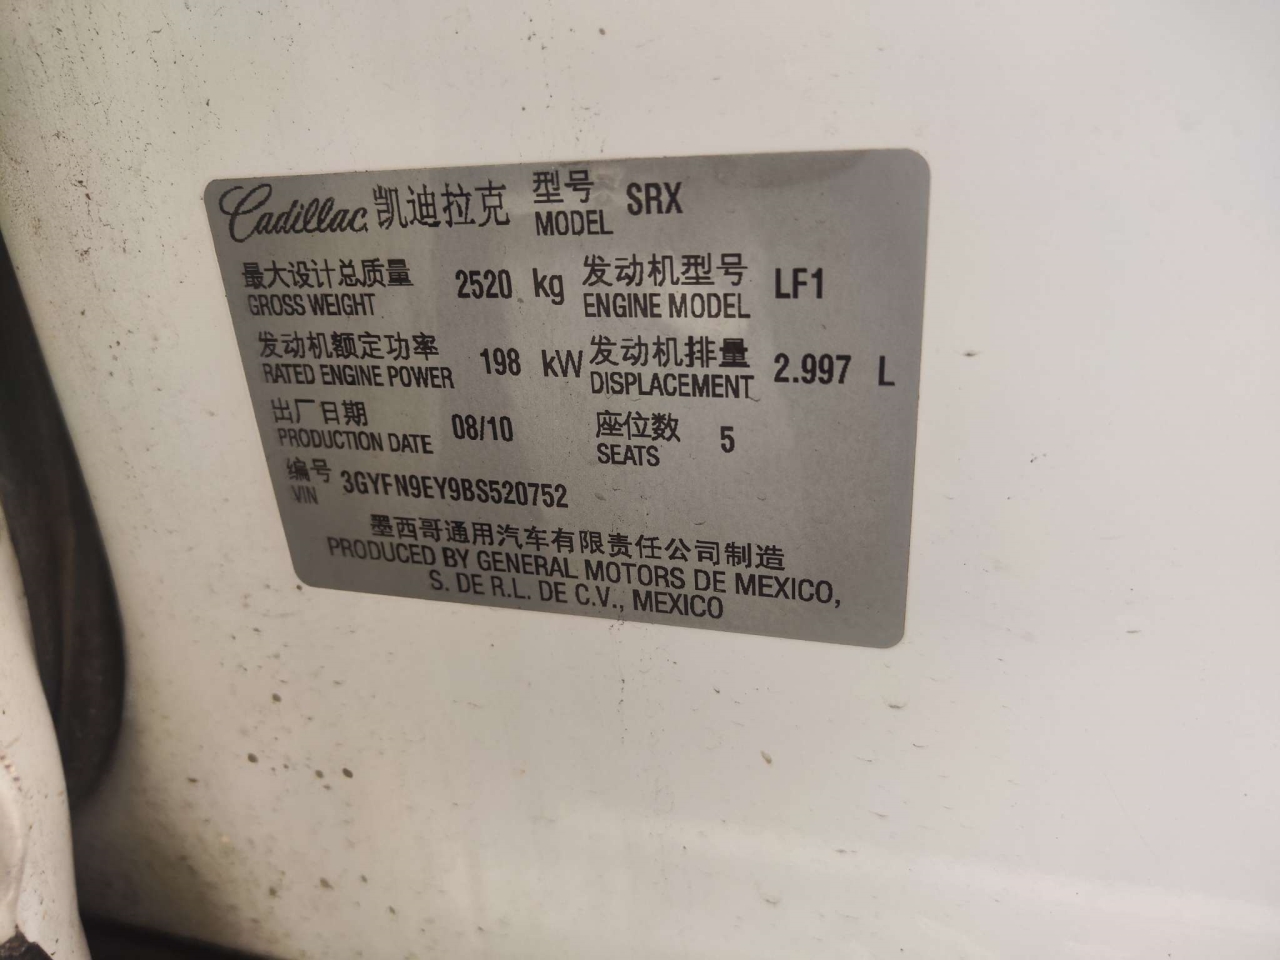 Cadillac 凯迪拉克 型号 MODEL SRX
最大设计总质量 GROSS WEIGHT 2520 kg 发动机型号 ENGINE MODEL LF1
发动机额定功率 RATED ENGINE POWER 198 kW 发动机排量 DISPLACEMENT 2.997 L
出厂日期 PRODUCTION DATE 08/10 座位数 SEATS 5
编号 VIN 3GYFN9EY9BS520752
墨西哥通用汽车有限责任公司制造
PRODUCED BY GENERAL MOTORS DE MEXICO,
S. DE R.L. DE C.V., MEXICO